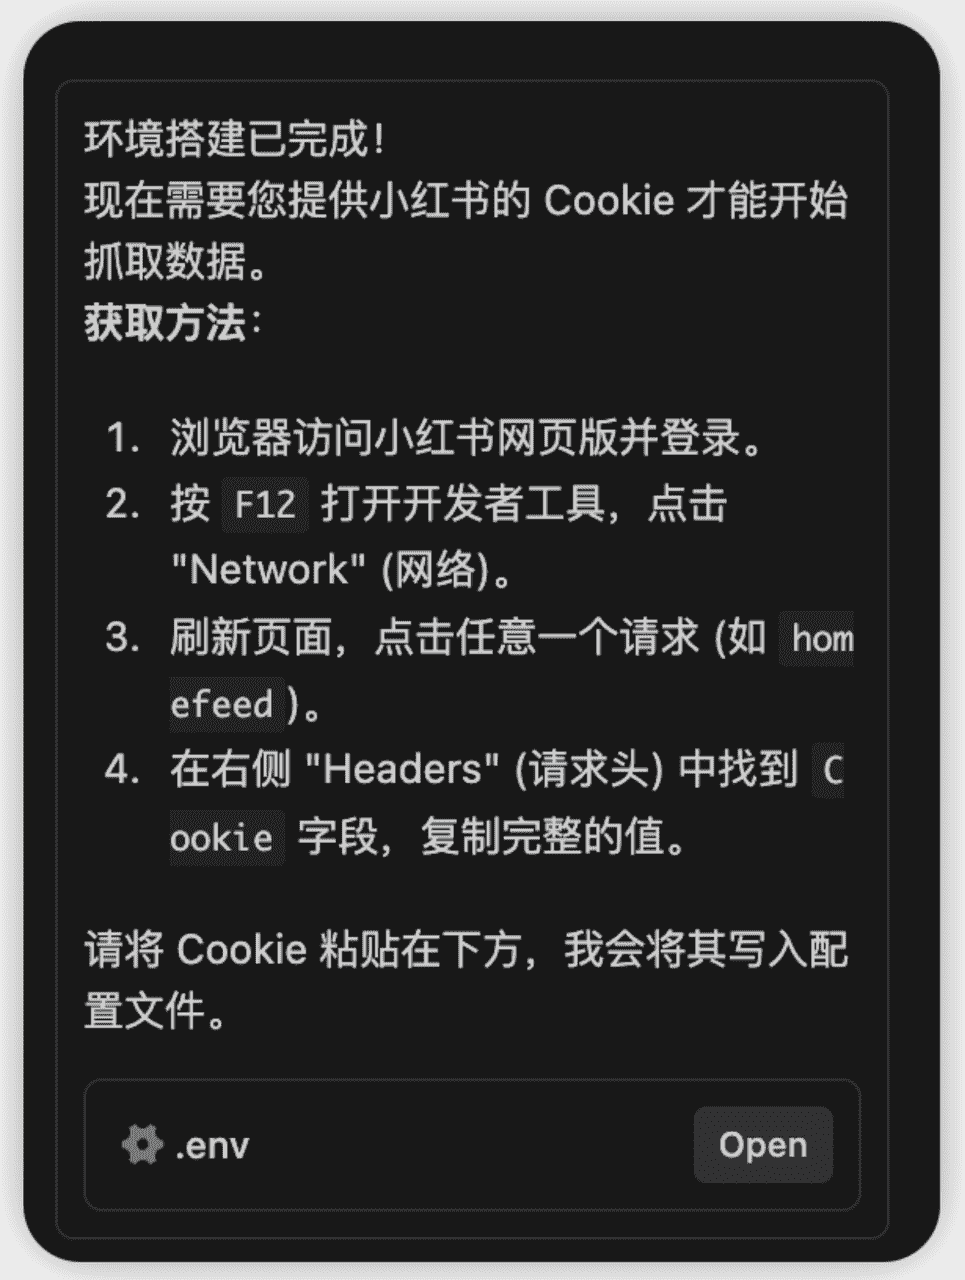 环境搭建已完成！
现在需要您提供小红书的 Cookie 才能开始
抓取数据。
获取方法：
1. 浏览器访问小红书网页版并登录。
2. 按 F12 打开开发者工具，点击
"Network" (网络)。
3. 刷新页面，点击任意一个请求 (如 hom
efeed)。
4. 在右侧 "Headers" (请求头) 中找到 C
ookie 字段，复制完整的值。
请将 Cookie 粘贴在下方，我会将其写入配
置文件。
.env Open